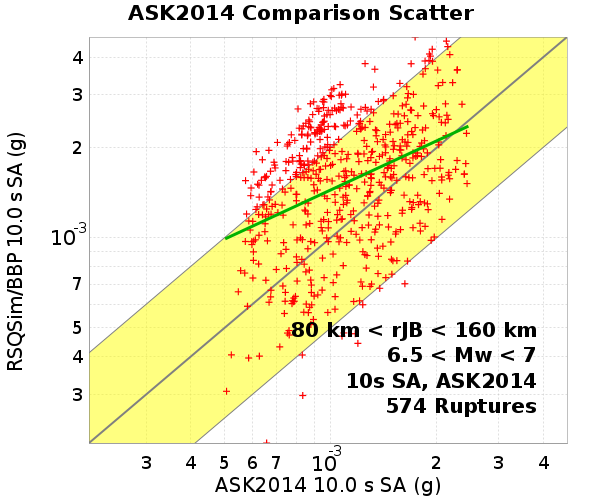 ASK2014 Comparison Scatter
RSQSim/BBP 10.0 s SA (g)
4
3
2
10-3
7
5
4
3
80 km < rJB < 160 km
6.5 < Mw < 7
10s SA, ASK2014
574 Ruptures
3 4 5 6 7 10-3 2 3 4
ASK2014 10.0 s SA (g)